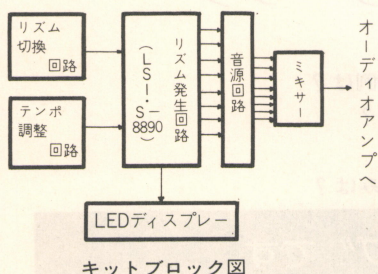 リズム
切換
回路
テンポ
調整
回路
リズム発生回路
(LSI・S-8890)
音源回路
ミキサー
オーディオアンプへ
LEDディスプレー
キットブロック図